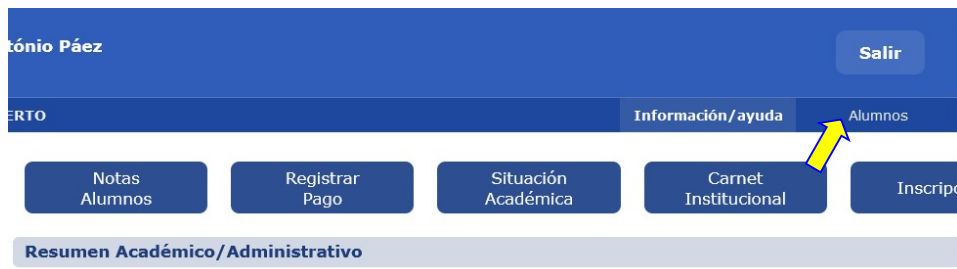 tónio Páez
Salir
ERTO
Información/ayuda
Alumnos
Notas
Alumnos
Registrar
Pago
Situación
Académica
Carnet
Institucional
Inscripc
Resumen Académico/Administrativo